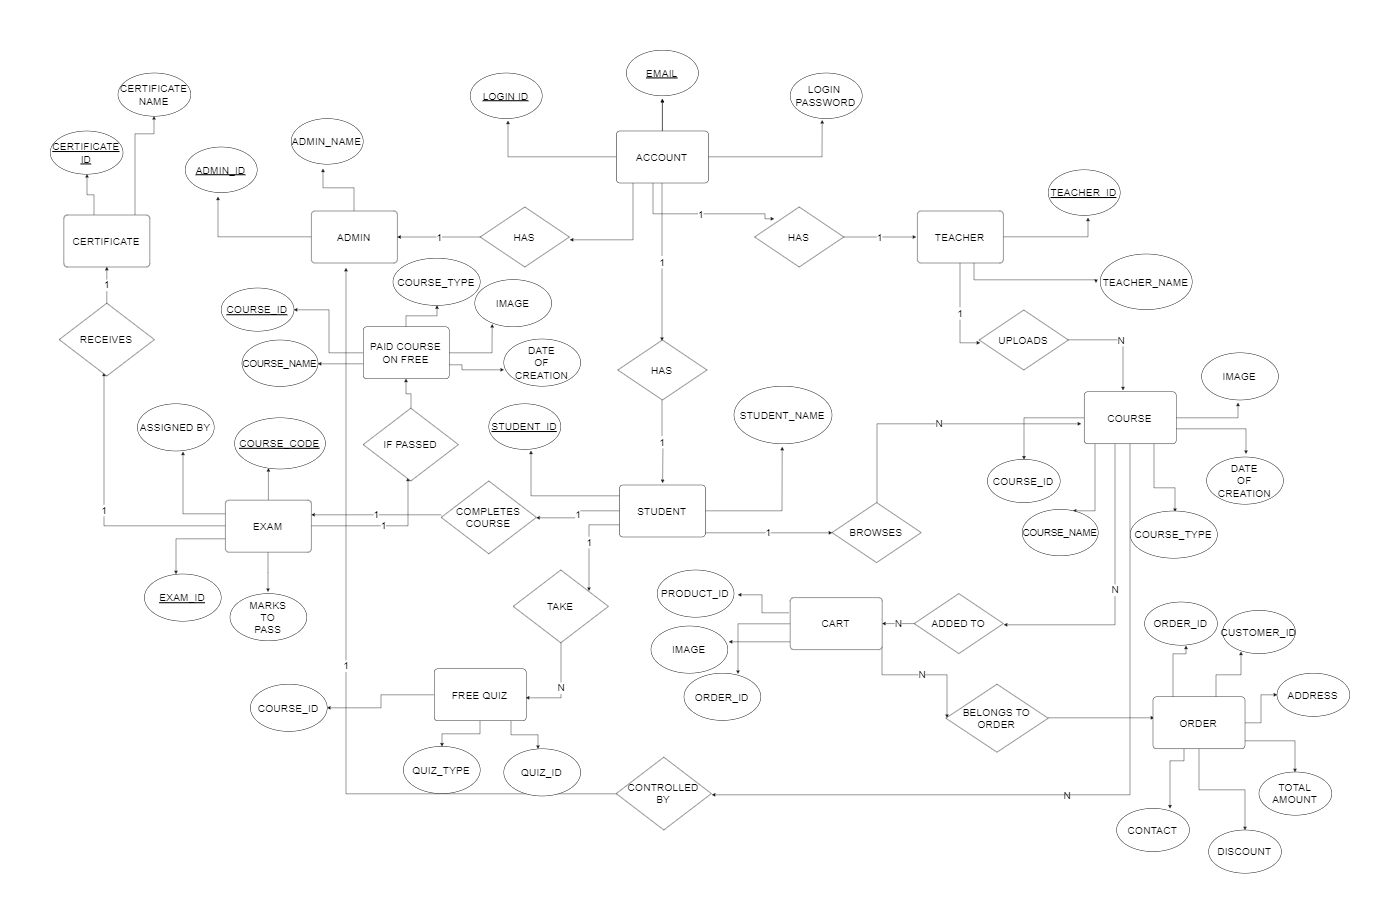 EMAIL
LOGIN ID
LOGIN
PASSWORD
CERTIFICATE
NAME
CERTIFICATE
ID
ADMIN_NAME
ADMIN_ID
ACCOUNT
TEACHER_ID
CERTIFICATE
ADMIN
1
HAS
1
HAS
1
TEACHER
1
1
COURSE_TYPE
IMAGE
TEACHER_NAME
COURSE_ID
RECEIVES
PAID COURSE
ON FREE
1
UPLOADS
N
COURSE_NAME
DATE
OF
CREATION
HAS
IMAGE
ASSIGNED BY
COURSE_CODE
IF PASSED
STUDENT_ID
1
STUDENT_NAME
N
COURSE
COURSE_ID
DATE
OF
CREATION
1
EXAM
1
1
COMPLETES
COURSE
1
STUDENT
1
BROWSES
COURSE_NAME
COURSE_TYPE
1
EXAM_ID
MARKS
TO
PASS
TAKE
PRODUCT_ID
CART
N
ADDED TO
N
ORDER_ID
CUSTOMER_ID
IMAGE
1
ORDER_ID
N
N
COURSE_ID
FREE QUIZ
BELONGS TO
ORDER
ORDER
ADDRESS
QUIZ_TYPE
QUIZ_ID
CONTROLLED
BY
N
TOTAL
AMOUNT
CONTACT
DISCOUNT